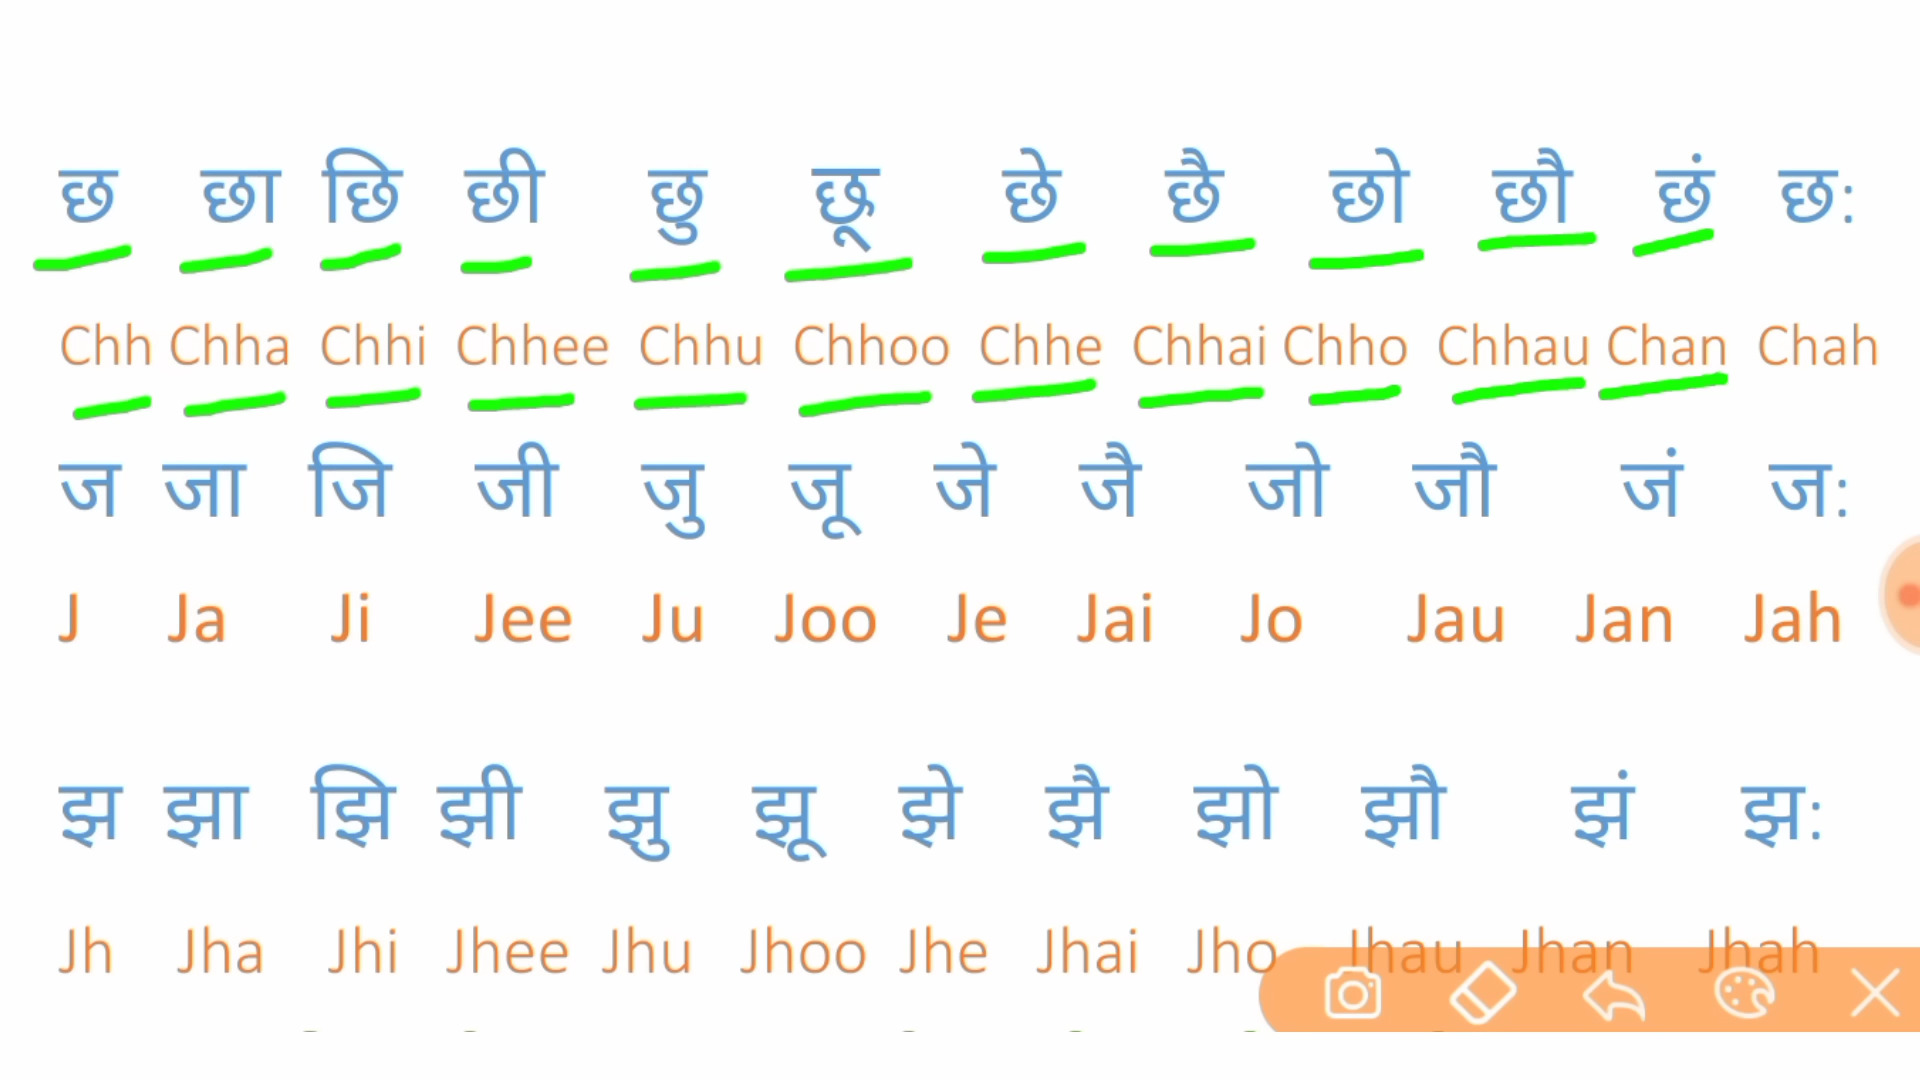 छ छा छि छी छु छू छे छै छो छौ छं छ:
Chh Chha Chhi Chhee Chhu Chhoo Chhe Chhai Chho Chhau Chan Chah
ज जा जि जी जु जू जे जै जो जौ जं ज:
J Ja Ji Jee Ju Joo Je Jai Jo Jau Jan Jah
झ झा झि झी झु झू झे झै झो झौ झं झ:
Jh Jha Jhi Jhee Jhu Jhoo Jhe Jhai Jho Jhau Jhan Jhah